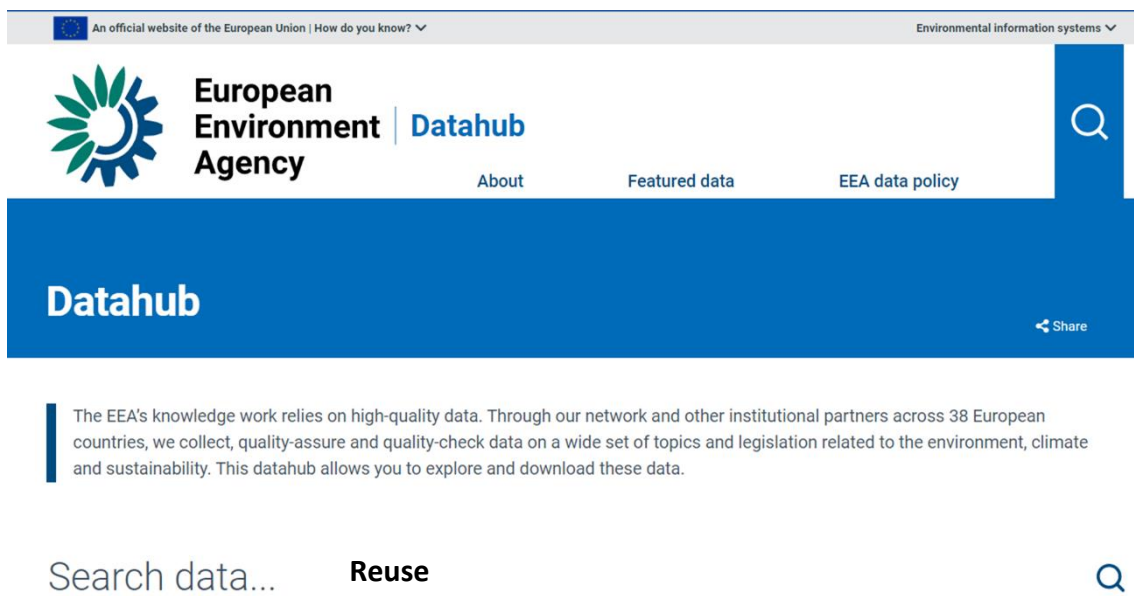 An official website of the European Union | How do you know?
Environmental information systems
European
Environment
Agency
Datahub
About
Featured data
EEA data policy
Datahub
Share
The EEA's knowledge work relies on high-quality data. Through our network and other institutional partners across 38 European
countries, we collect, quality-assure and quality-check data on a wide set of topics and legislation related to the environment, climate
and sustainability. This datahub allows you to explore and download these data.
Search data...
Reuse